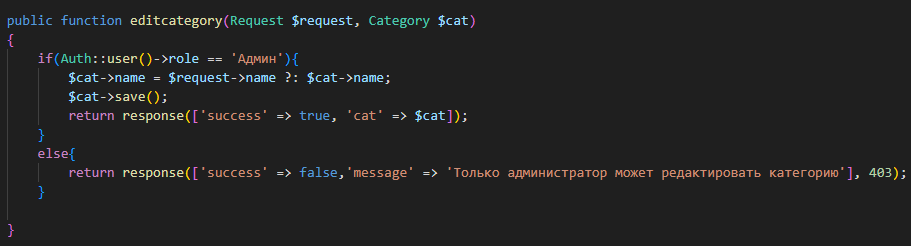 public function editcategory(Request $request, Category $cat)
{
if(Auth::user()->role == 'Админ'){
$cat->name = $request->name ?: $cat->name;
$cat->save();
return response(['success' => true, 'cat' => $cat]);
}
else{
return response(['success' => false,'message' => 'Только администратор может редактировать категорию'], 403);
}
}